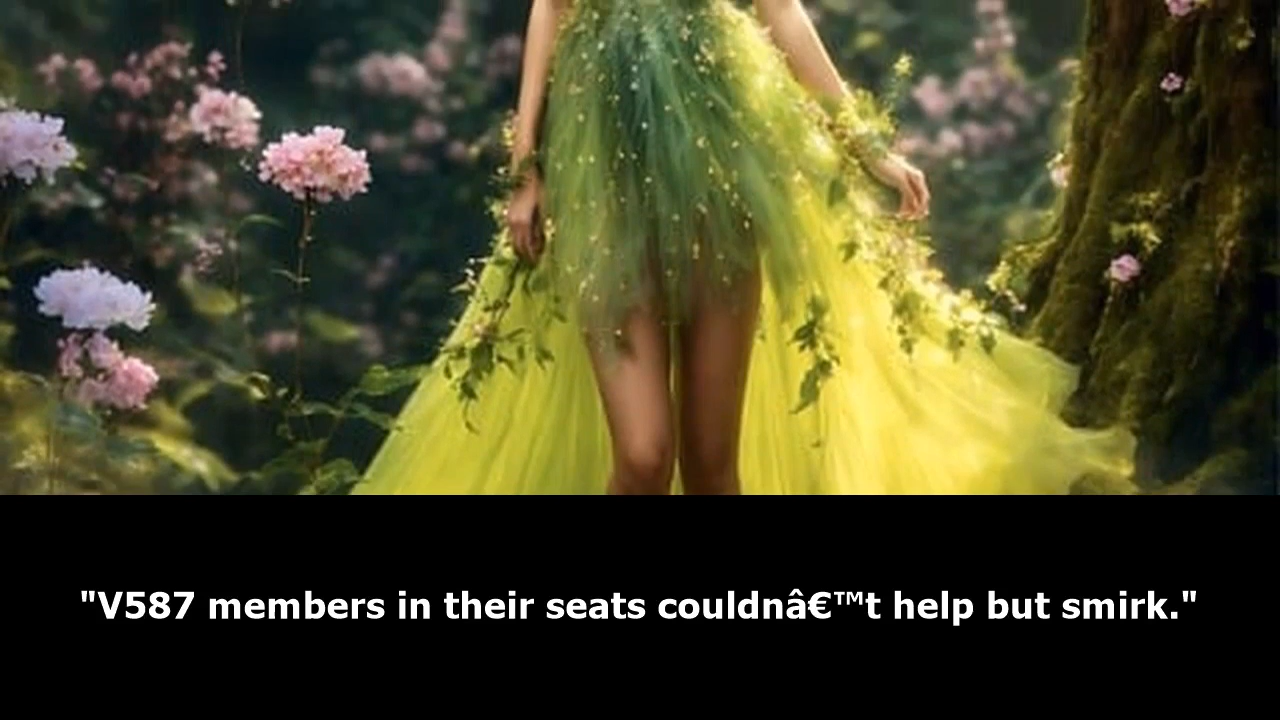 "V587 members in their seats couldnâ€™t help but smirk."